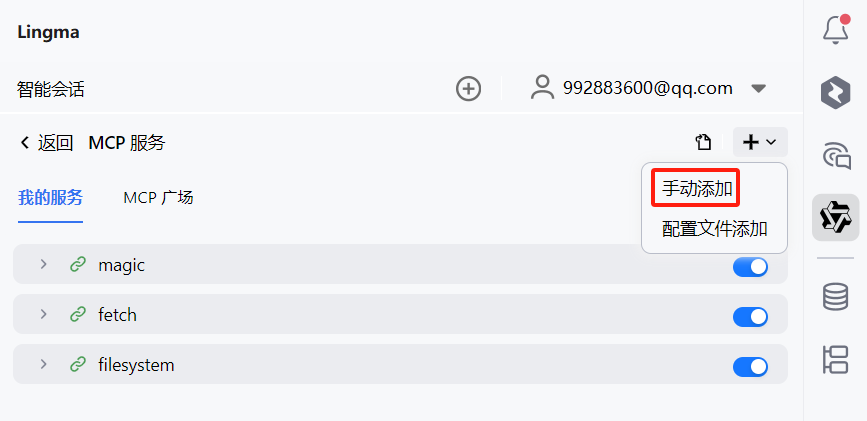 Lingma
智能会话
992883600@qq.com
返回 MCP 服务
手动添加
配置文件添加
我的服务 MCP 广场
magic
fetch
filesystem